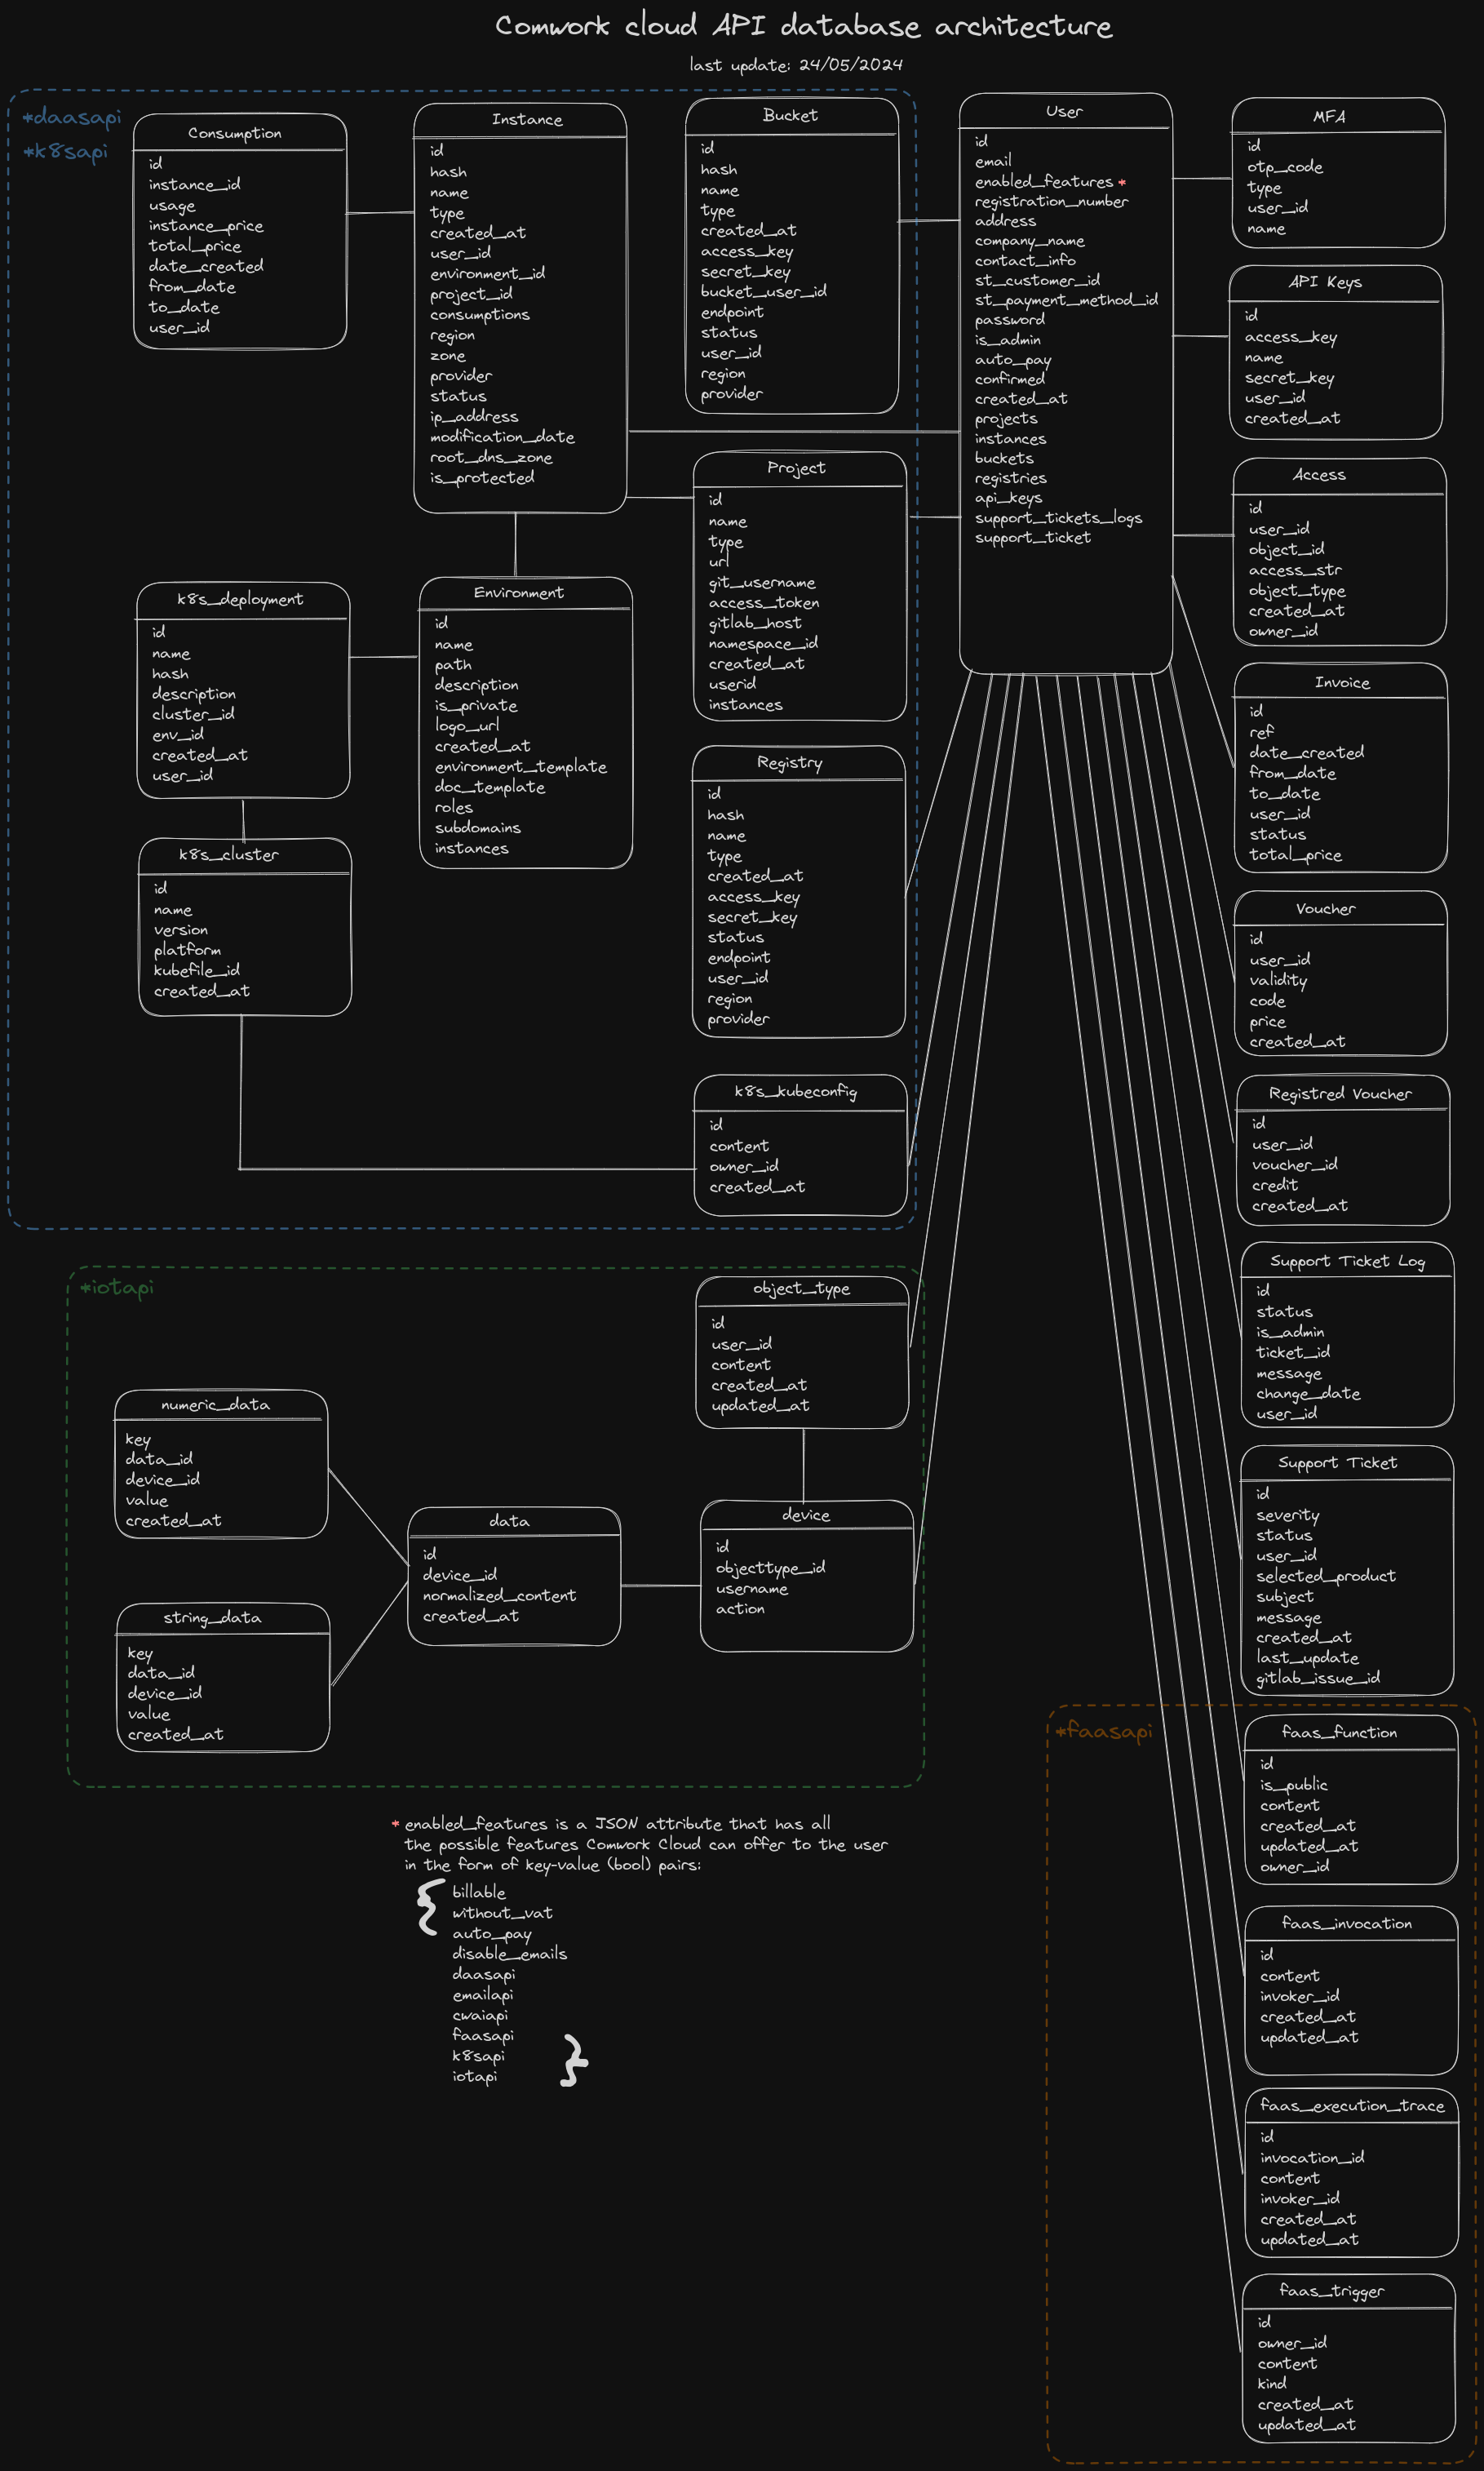 Comwork cloud API database architecture
last update: 24/05/2024
*daasapi
*k8sapi
Consumption
id
instance_id
usage
instance_price
total_price
date_created
from_date
to_date
user_id
Instance
id
hash
name
type
created_at
user_id
environment_id
project_id
consumptions
region
zone
provider
status
ip_address
modification_date
root_dns_zone
is_protected
Bucket
id
hash
name
type
created_at
access_key
secret_key
bucket_user_id
endpoint
status
user_id
region
provider
User
id
email
enabled_features *
registration_number
address
company_name
contact_info
st_customer_id
st_payment_method_id
password
is_admin
auto_pay
confirmed
created_at
projects
instances
buckets
registries
api_keys
support_tickets_logs
support_ticket
MFA
id
otp_code
type
user_id
name
API Keys
id
access_key
name
secret_key
user_id
created_at
Access
id
user_id
object_id
access_str
object_type
created_at
owner_id
Project
id
name
type
url
git_username
access_token
gitlab_host
namespace_id
created_at
userid
instances
k8s_deployment
id
name
hash
description
cluster_id
env_id
created_at
user_id
Environment
id
name
path
description
is_private
logo_url
created_at
environment_template
doc_template
roles
subdomains
instances
Invoice
id
ref
date_created
from_date
to_date
user_id
status
total_price
Registry
id
hash
name
type
created_at
access_key
secret_key
status
endpoint
user_id
region
provider
k8s_cluster
id
name
version
platform
kubefile_id
created_at
Voucher
id
user_id
validity
code
price
created_at
k8s_kubeconfig
id
content
owner_id
created_at
Registred Voucher
id
user_id
voucher_id
credit
created_at
Support Ticket Log
id
status
is_admin
ticket_id
message
change_date
user_id
*iotapi
object_type
id
user_id
content
created_at
updated_at
numeric_data
key
data_id
device_id
value
created_at
data
id
device_id
normalized_content
created_at
device
id
objecttype_id
username
action
string_data
key
data_id
device_id
value
created_at
Support Ticket
id
severity
status
user_id
selected_product
subject
message
created_at
last_update
gitlab_issue_id
*faasapi
faas_function
id
is_public
content
created_at
updated_at
owner_id
faas_invocation
id
content
invoker_id
created_at
updated_at
faas_execution_trace
id
invocation_id
content
invoker_id
created_at
updated_at
faas_trigger
id
owner_id
content
kind
created_at
updated_at
* enabled_features is a JSON attribute that has all
the possible features Comwork Cloud can offer to the user
in the form of key-value (bool) pairs:
{ billable
without_vat
auto_pay
disable_emails
daasapi
emailapi
cwaiapi
faasapi
k8sapi }
iotapi